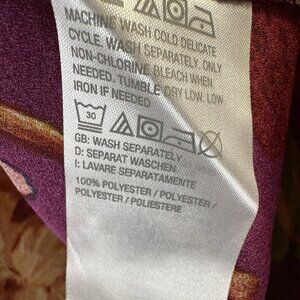 MACHINE WASH COLD DELICATE
CYCLE. WASH SEPARATELY. ONLY
NON-CHLORINE BLEACH WHEN
NEEDED. TUMBLE DRY LOW. LOW
IRON IF NEEDED
30
GB: WASH SEPARATELY
D: SEPARAT WASCHEN
I: LAVARE SEPARATAMENTE
100% POLYESTER / POLYESTER /
POLYESTER / POLIESTERE